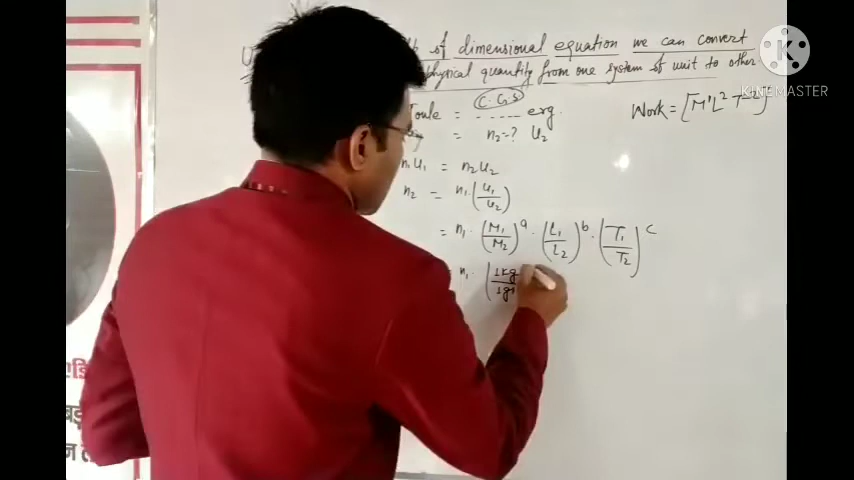 of dimensional equation we can convert
physical quantity from one system of unit to other.
KINEMASTER
C.G.S
Joule = ..... erg.
Work = [M¹L²T⁻²]
= n₂=? U₂
n₁U₁ = n₂U₂
n₂ = n₁.(U₁/U₂)
= n₁.(M₁/M₂)ᵃ.(L₁/L₂)ᵇ.(T₁/T₂)ᶜ
n₁.(1kg/1g